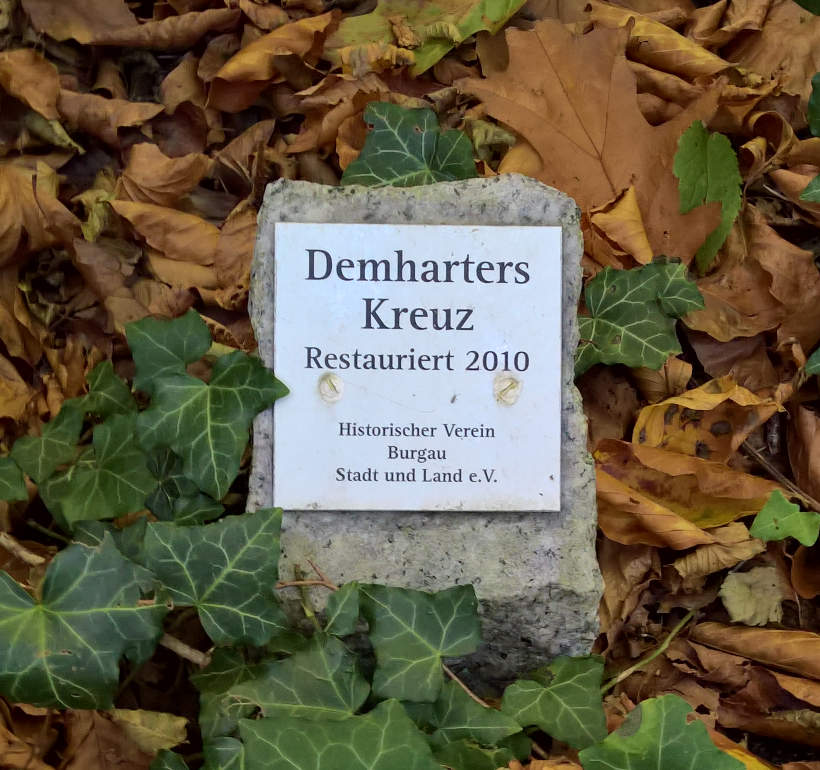 Demharters
Kreuz
Restauriert 2010
Historischer Verein
Burgau
Stadt und Land e.V.